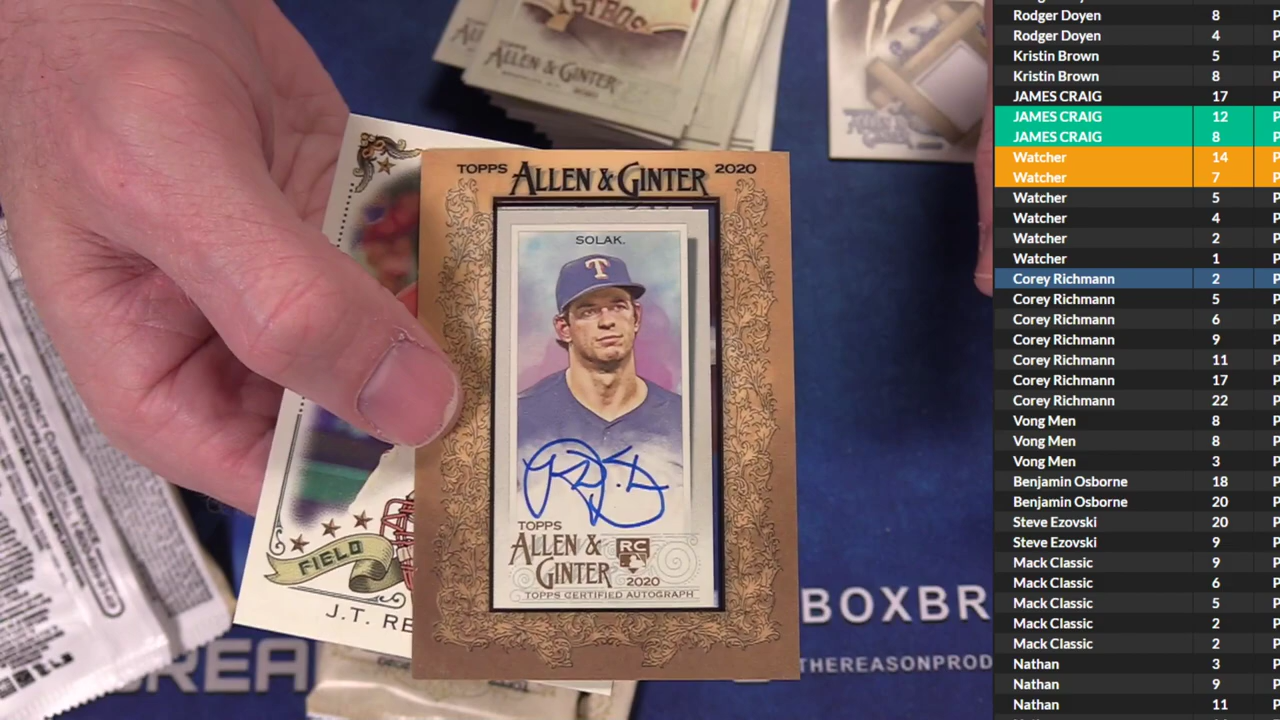 ASTROS
TOPPS
ALLEN & GINTER
TOPPS ALLEN & GINTER 2020
SOLAK.
T
TOPPS
ALLEN &
GINTER
RC
2020
TOPPS CERTIFIED AUTOGRAPH
FIELD
J.T. RE
BOXBR
THEREASONPROD
REA
Rodger Doyen 8 P
Rodger Doyen 4 P
Kristin Brown 5 P
Kristin Brown 8 P
JAMES CRAIG 17 P
JAMES CRAIG 12 P
JAMES CRAIG 8 P
Watcher 14 P
Watcher 7 P
Watcher 5 P
Watcher 4 P
Watcher 2 P
Watcher 1 P
Corey Richmann 2 P
Corey Richmann 5 P
Corey Richmann 6 P
Corey Richmann 9 P
Corey Richmann 11 P
Corey Richmann 17 P
Corey Richmann 22 P
Vong Men 8 P
Vong Men 8 P
Vong Men 3 P
Benjamin Osborne 18 P
Benjamin Osborne 20 P
Steve Ezovski 20 P
Steve Ezovski 9 P
Mack Classic 9 P
Mack Classic 6 P
Mack Classic 5 P
Mack Classic 2 P
Mack Classic 2 P
Nathan 3 P
Nathan 9 P
Nathan 11 P